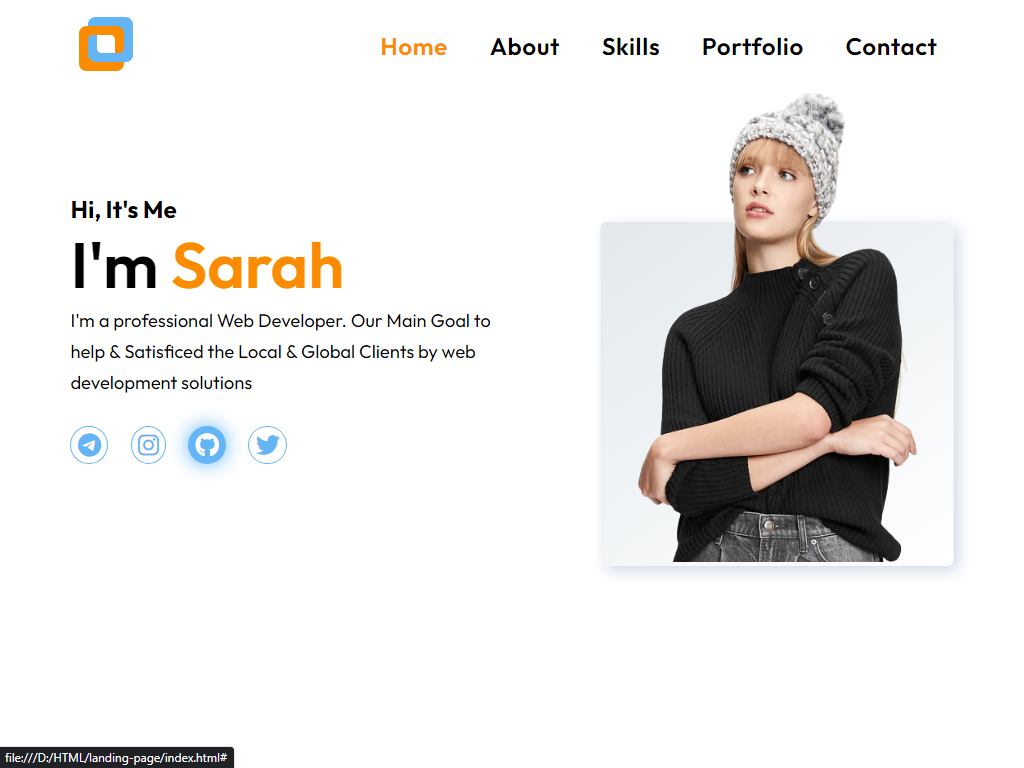 Home About Skills Portfolio Contact
Hi, It's Me
I'm Sarah
I'm a professional Web Developer. Our Main Goal to
help & Satisficed the Local & Global Clients by web
development solutions
file:///D:/HTML/landing-page/index.html#